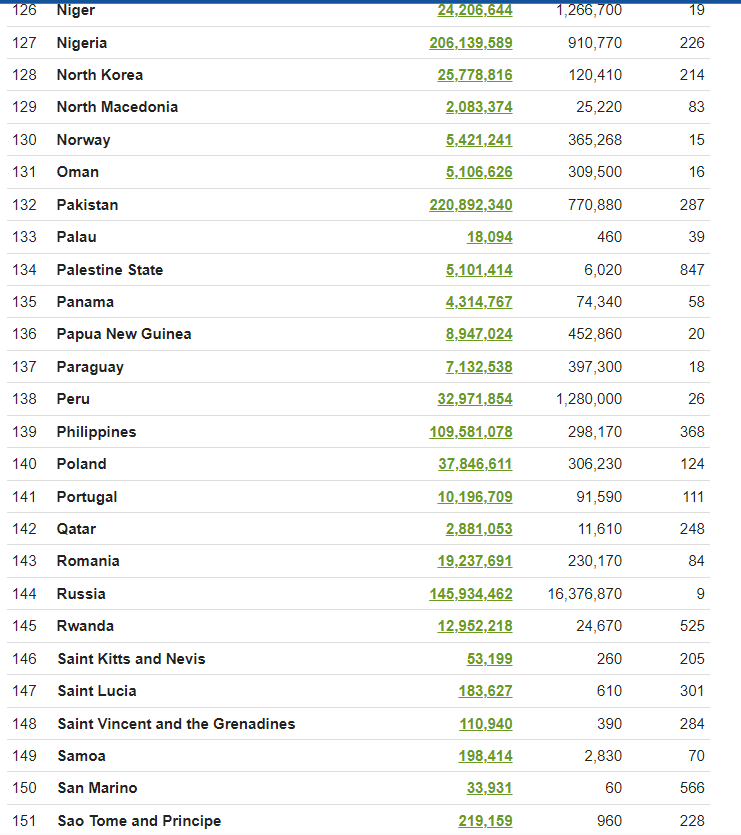 126 Niger 24,206,644 1,266,700 19
127 Nigeria 206,139,589 910,770 226
128 North Korea 25,778,816 120,410 214
129 North Macedonia 2,083,374 25,220 83
130 Norway 5,421,241 365,268 15
131 Oman 5,106,626 309,500 16
132 Pakistan 220,892,340 770,880 287
133 Palau 18,094 460 39
134 Palestine State 5,101,414 6,020 847
135 Panama 4,314,767 74,340 58
136 Papua New Guinea 8,947,024 452,860 20
137 Paraguay 7,132,538 397,300 18
138 Peru 32,971,854 1,280,000 26
139 Philippines 109,581,078 298,170 368
140 Poland 37,846,611 306,230 124
141 Portugal 10,196,709 91,590 111
142 Qatar 2,881,053 11,610 248
143 Romania 19,237,691 230,170 84
144 Russia 145,934,462 16,376,870 9
145 Rwanda 12,952,218 24,670 525
146 Saint Kitts and Nevis 53,199 260 205
147 Saint Lucia 183,627 610 301
148 Saint Vincent and the Grenadines 110,940 390 284
149 Samoa 198,414 2,830 70
150 San Marino 33,931 60 566
151 Sao Tome and Principe 219,159 960 228